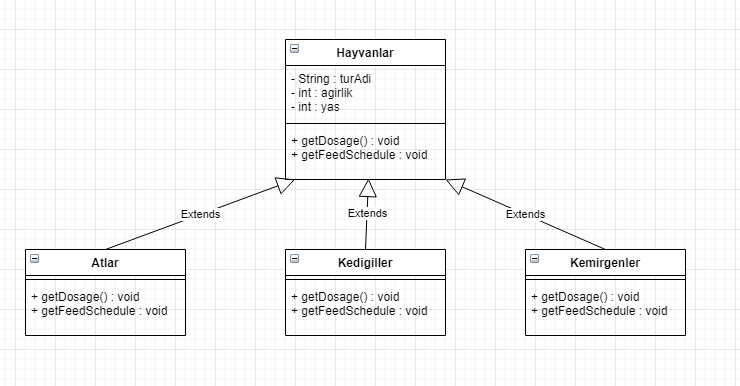 Hayvanlar
- String : turAdi
- int : agirlik
- int : yas
+ getDosage() : void
+ getFeedSchedule : void
Extends
Extends
Extends
Atlar
+ getDosage() : void
+ getFeedSchedule : void
Kedigiller
+ getDosage() : void
+ getFeedSchedule : void
Kemirgenler
+ getDosage() : void
+ getFeedSchedule : void